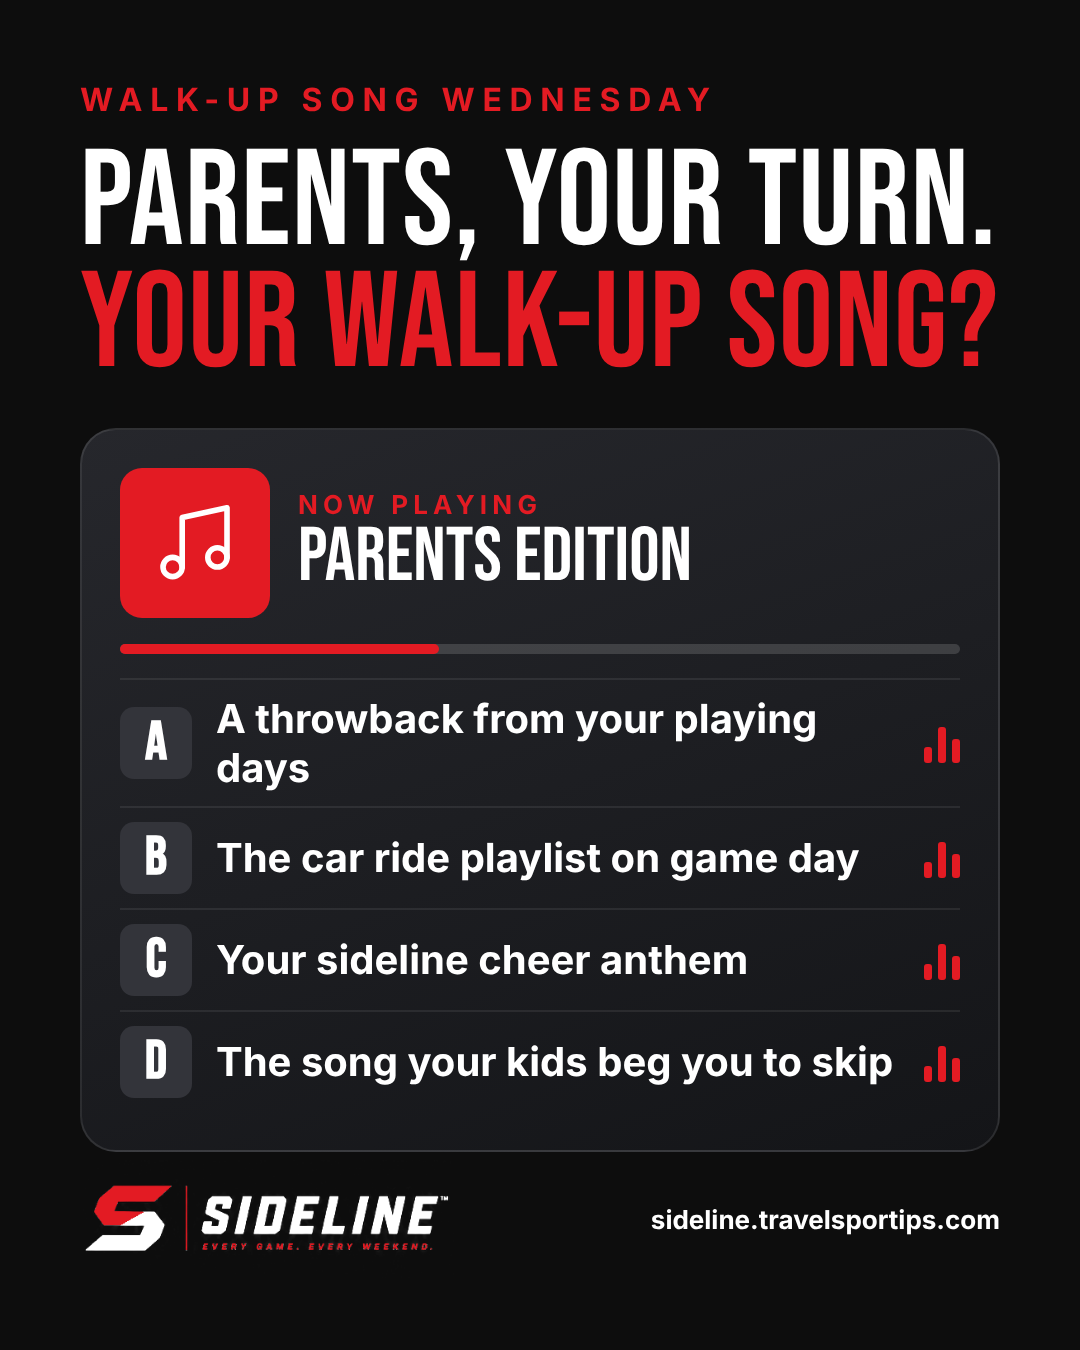 WALK-UP SONG WEDNESDAY
PARENTS, YOUR TURN.
YOUR WALK-UP SONG?
NOW PLAYING
PARENTS EDITION
A
A throwback from your playing
days
B
The car ride playlist on game day
C
Your sideline cheer anthem
D
The song your kids beg you to skip
SIDELINE™
EVERY GAME. EVERY WEEKEND.
sideline.travelsportips.com